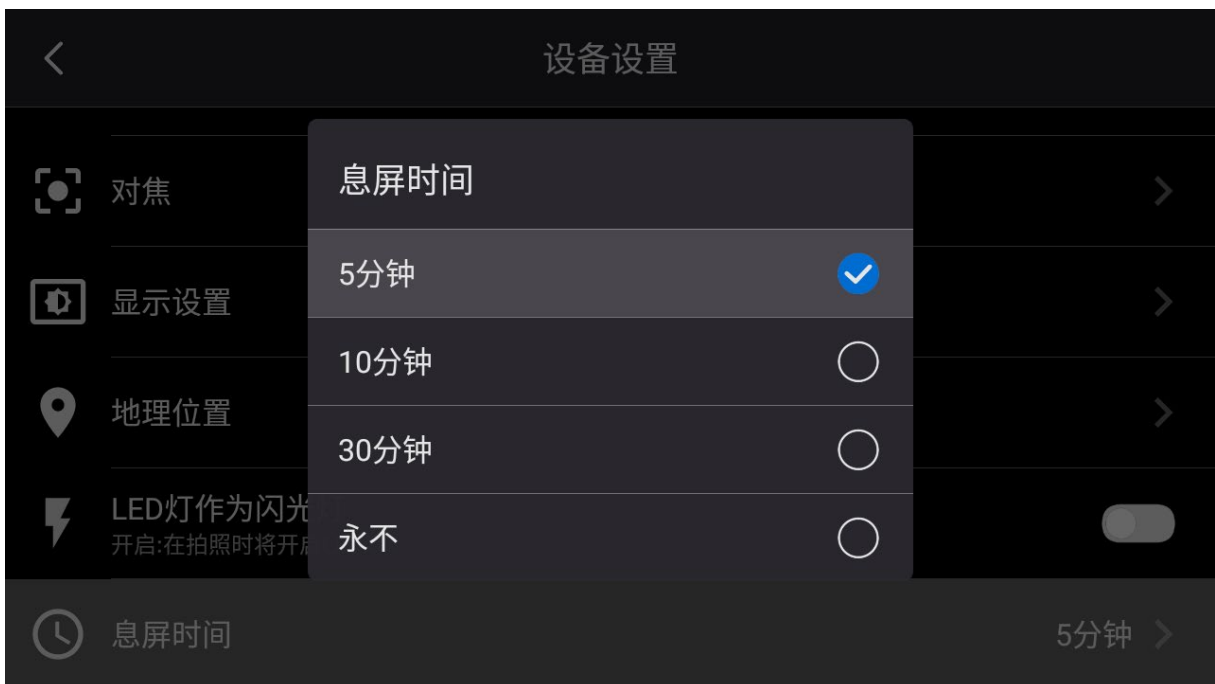 设备设置
息屏时间
对焦
5分钟
显示设置
10分钟
地理位置
30分钟
LED灯作为闪光
开启:在拍照时将开启
永不
息屏时间
5分钟